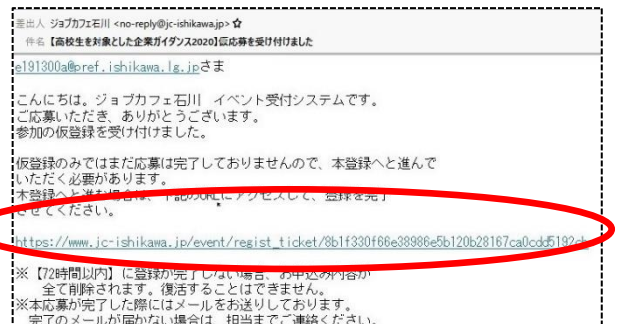 差出人 ジョブカフェ石川 <no-reply@jc-ishikawa.jp>
件名 【高校生を対象とした企業ガイダンス2020】仮応募を受け付けました
e191300a@pref.ishikawa.lg.jpさま
こんにちは。ジョブカフェ石川 イベント受付システムです。
ご応募いただき、ありがとうございます。
参加の仮登録を受け付けました。
仮登録のみではまだ応募は完了しておりませんので、本登録へと進んで
いただく必要があります。
本登録へと進む場合は、下記のURLにアクセスして、登録を完了
させてください。
https://www.jc-ishikawa.jp/event/regist_ticket/8b1f330f66e38986e5b120b28167ca0cdd5192cb
※【72時間以内】に登録が完了しない場合、お申込み内容が
全て削除されます。復活することはできません。
※本応募が完了した際にはメールをお送りしております。
完了のメールが届かない場合は、担当までご連絡ください。